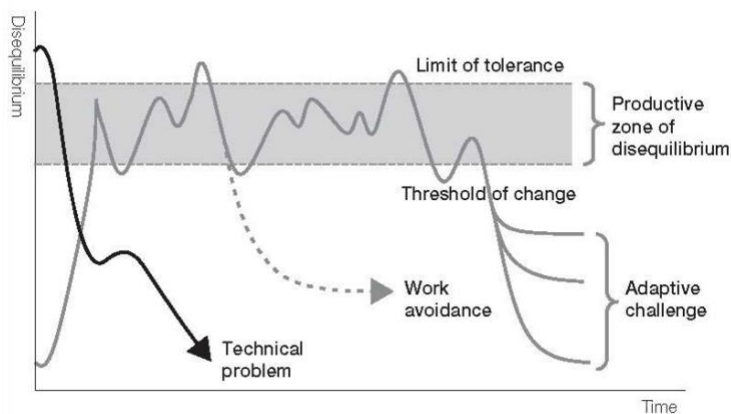 Disequilibrium
Limit of tolerance
Productive
zone of
disequilibrium
Threshold of change
Work
avoidance
Adaptive
challenge
Technical
problem
Time